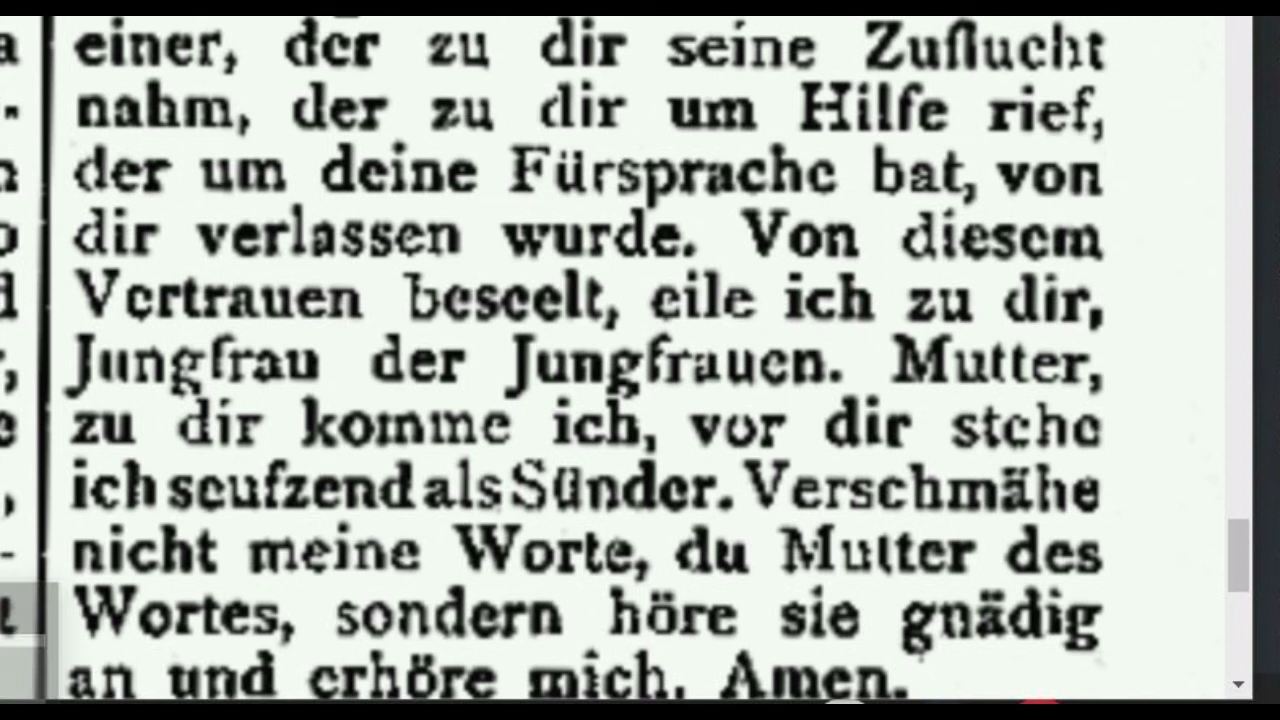 einer, der zu dir seine Zuflucht
nahm, der zu dir um Hilfe rief,
der um deine Fürsprache bat, von
dir verlassen wurde. Von diesem
Vertrauen beseelt, eile ich zu dir,
Jungfrau der Jungfrauen. Mutter,
zu dir komme ich, vor dir stehe
ich seufzend als Sünder. Verschmähe
nicht meine Worte, du Mutter des
Wortes, sondern höre sie gnädig
an und erhöre mich. Amen.